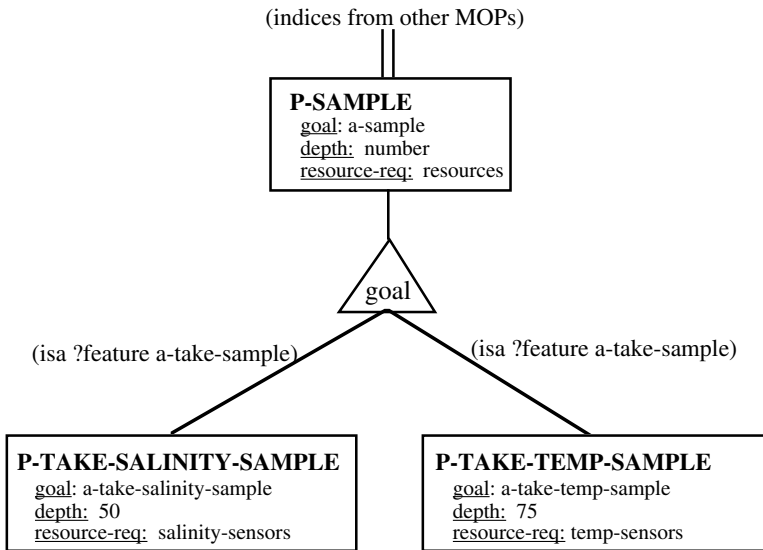 (indices from other MOPs)
P-SAMPLE
goal: a-sample
depth: number
resource-req: resources
goal
(isa ?feature a-take-sample)
(isa ?feature a-take-sample)
P-TAKE-SALINITY-SAMPLE
goal: a-take-salinity-sample
depth: 50
resource-req: salinity-sensors
P-TAKE-TEMP-SAMPLE
goal: a-take-temp-sample
depth: 75
resource-req: temp-sensors